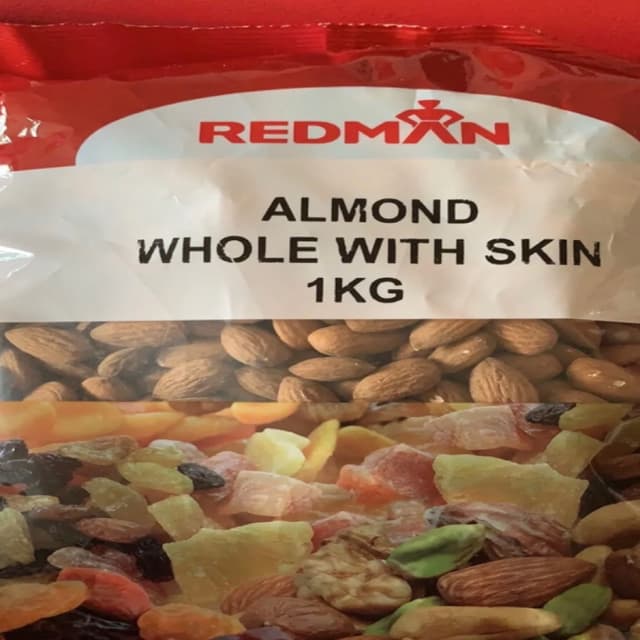 REDMAN
ALMOND
WHOLE WITH SKIN
1KG